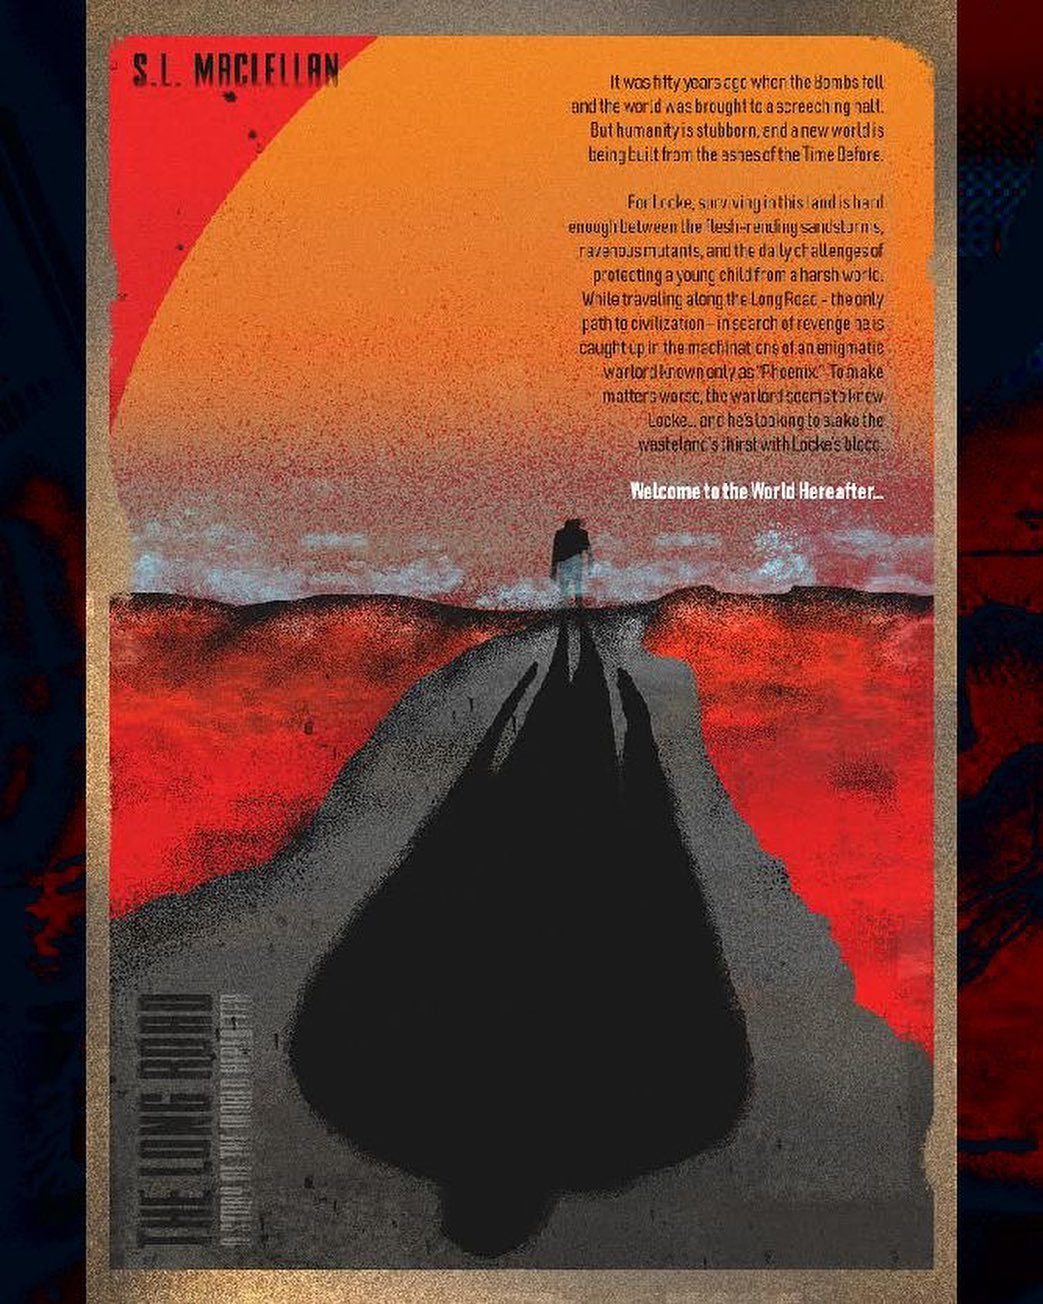 S.L. MACLELLAN
It was fifty years ago when the Bombs fell
and the world was brought to a screeching halt.
But humanity is stubborn, and a new world is
being built from the ashes of the Time Before.
For Locke, surviving in this land is hard
enough between the flesh-rending sandstorms,
ravenous mutants, and the daily challenges of
protecting a young child from a harsh world.
While traveling along the Long Road - the only
path to civilization - in search of revenge he is
caught up in the machinations of an enigmatic
warlord known only as "Phoenix." To make
matters worse, the warlord seems to know
Locke... and he's looking to slake the
wasteland's thirst with Locke's blood.
Welcome to the World Hereafter...
THE LONG ROAD
A STORY OF THE WORLD HEREAFTER